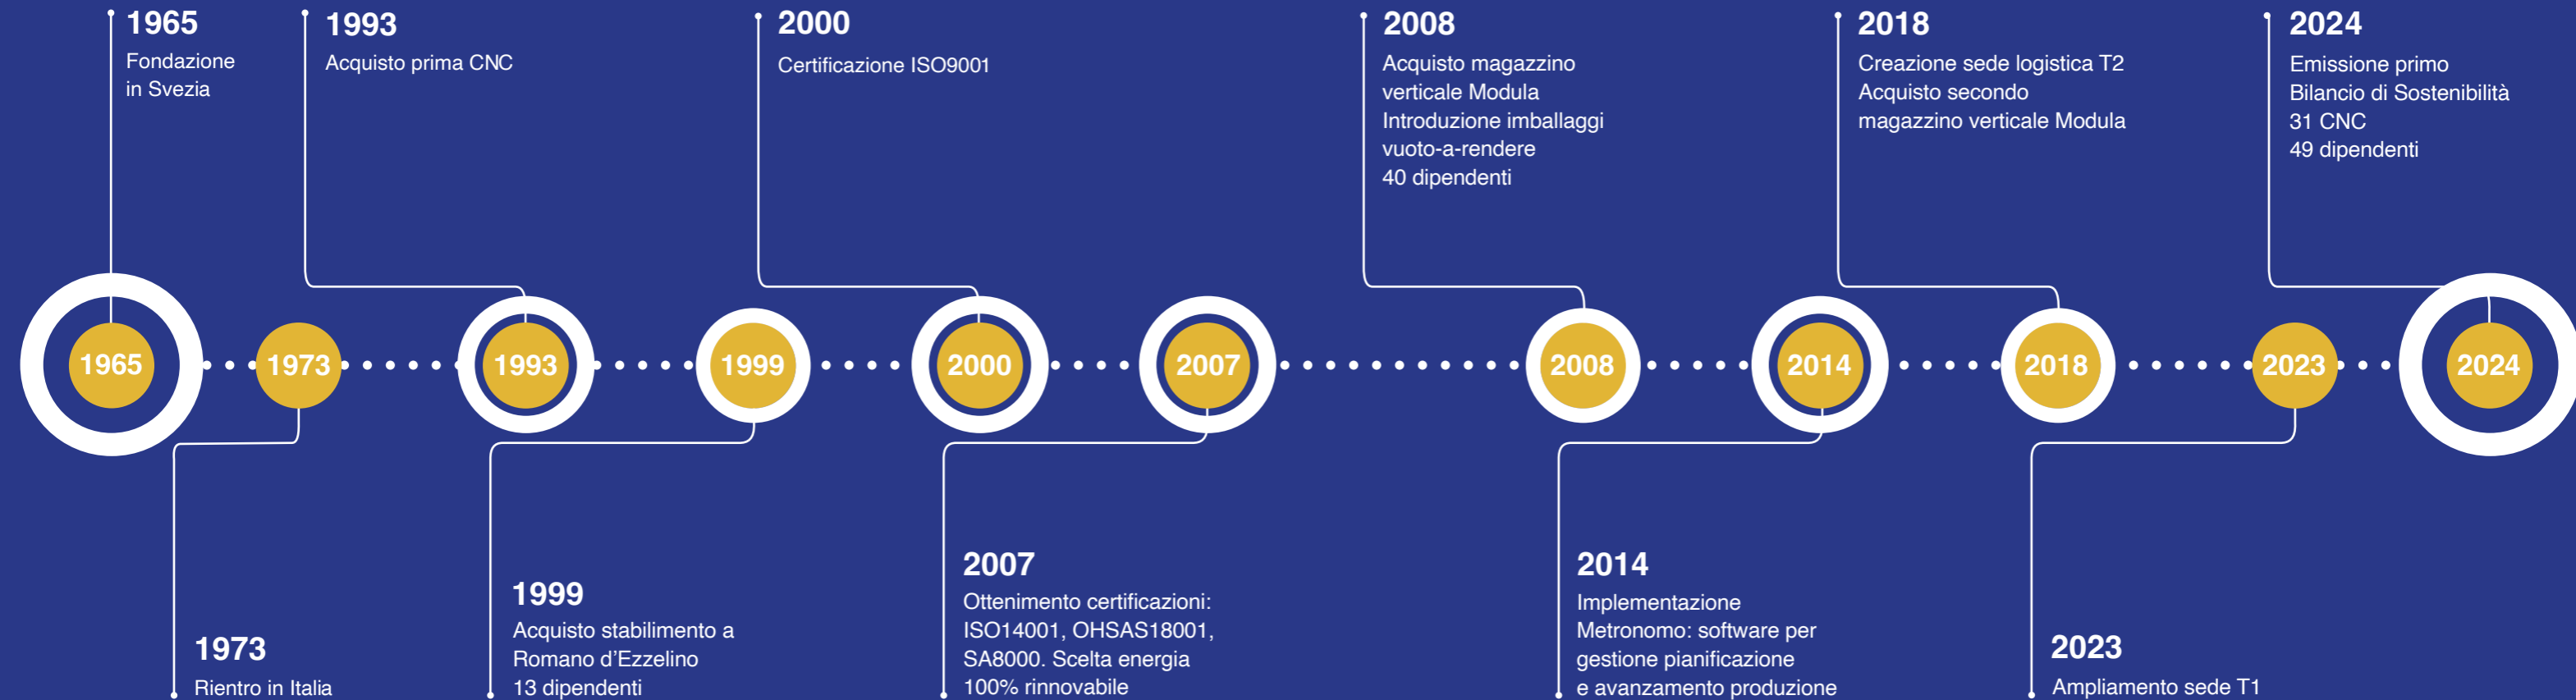 1965
Fondazione
in Svezia
1993
Acquisto prima CNC
2000
Certificazione ISO9001
2008
Acquisto magazzino
verticale Modula
Introduzione imballaggi
vuoto-a-rendere
40 dipendenti
2018
Creazione sede logistica T2
Acquisto secondo
magazzino verticale Modula
2024
Emissione primo
Bilancio di Sostenibilità
31 CNC
49 dipendenti
1965
1973
1993
1999
2000
2007
2008
2014
2018
2023
2024
1973
Rientro in Italia
1999
Acquisto stabilimento a
Romano d’Ezzelino
13 dipendenti
2007
Ottenimento certificazioni:
ISO14001, OHSAS18001,
SA8000. Scelta energia
100% rinnovabile
2014
Implementazione
Metronomo: software per
gestione pianificazione
e avanzamento produzione
2023
Ampliamento sede T1